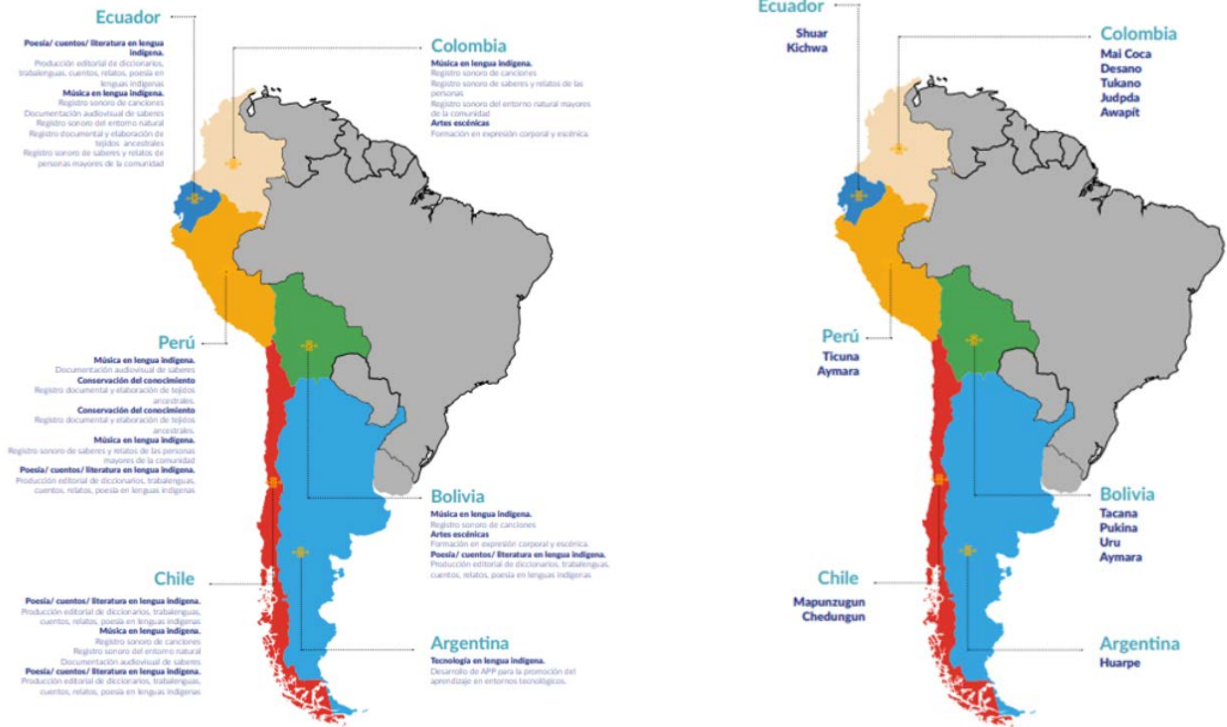 Ecuador
Poesía/ cuentos/ literatura en lengua
indígena.
Producción editorial de diccionarios,
trabalenguas, cuentos, relatos, poesía en
lenguas indígenas
Música en lengua indígena.
Registro sonoro de canciones
Documentación audiovisual de saberes
Registro sonoro del entorno natural
Registro documental y elaboración de
tejidos ancestrales
Registro sonoro de saberes y relatos de
personas mayores de la comunidad
Colombia
Música en lengua indígena.
Registro sonoro de canciones
Registro sonoro de saberes y relatos de las
personas
Registro sonoro del entorno natural mayores
de la comunidad
Artes escénicas
Formación en expresión corporal y escénica.
Perú
Música en lengua indígena.
Documentación audiovisual de saberes
Conservación del conocimiento
Registro documental y elaboración de tejidos
ancestrales.
Conservación del conocimiento
Registro documental y elaboración de tejidos
ancestrales.
Música en lengua indígena.
Registro sonoro de saberes y relatos de las personas
mayores de la comunidad
Poesía/ cuentos/ literatura en lengua indígena.
Producción editorial de diccionarios, trabalenguas,
cuentos, relatos, poesía en lenguas indígenas
Bolivia
Música en lengua indígena.
Registro sonoro de canciones
Artes escénicas
Formación en expresión corporal y escénica.
Poesía/ cuentos/ literatura en lengua indígena.
Producción editorial de diccionarios, trabalenguas,
cuentos, relatos, poesía en lenguas indígenas
Chile
Poesía/ cuentos/ literatura en lengua indígena.
Producción editorial de diccionarios, trabalenguas,
cuentos, relatos, poesía en lenguas indígenas
Música en lengua indígena.
Registro sonoro de canciones
Registro sonoro del entorno natural
Documentación audiovisual de saberes
Poesía/ cuentos/ literatura en lengua indígena.
Producción editorial de diccionarios, trabalenguas,
cuentos, relatos, poesía en lenguas indígenas
Argentina
Tecnología en lengua indígena.
Desarrollo de APP para la promoción del
aprendizaje en entornos tecnológicos.
Ecuador
Shuar
Kichwa
Colombia
Mai Coca
Desano
Tukano
Judpda
Awapit
Perú
Ticuna
Aymara
Bolivia
Tacana
Pukina
Uru
Aymara
Chile
Mapunzugun
Chedungun
Argentina
Huarpe